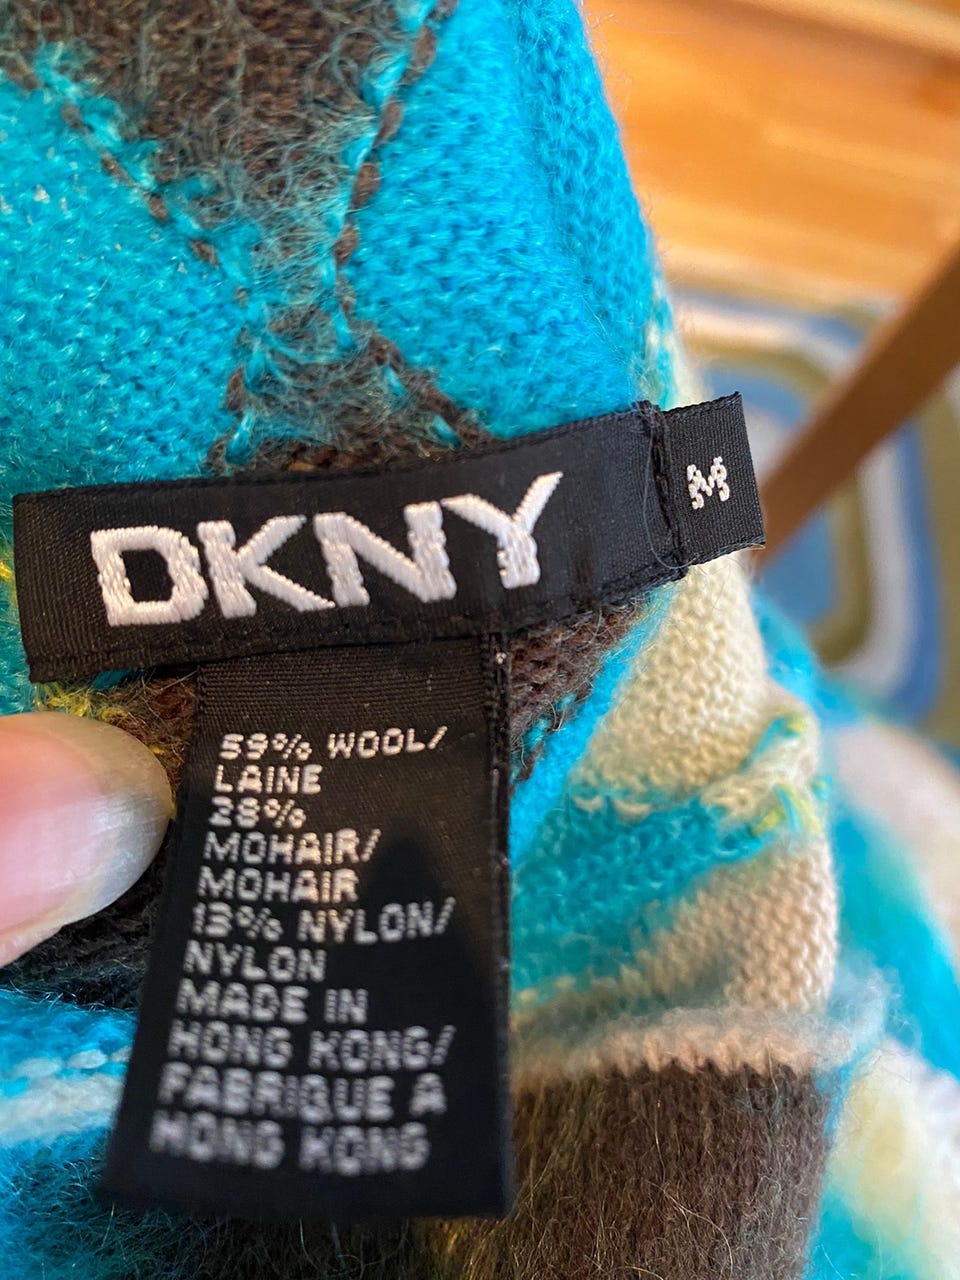 DKNY
M
59% WOOL/
LAINE
28%
MOHAIR/
MOHAIR
13% NYLON/
NYLON
MADE IN
HONG KONG/
FABRIQUE A
HONG KONG